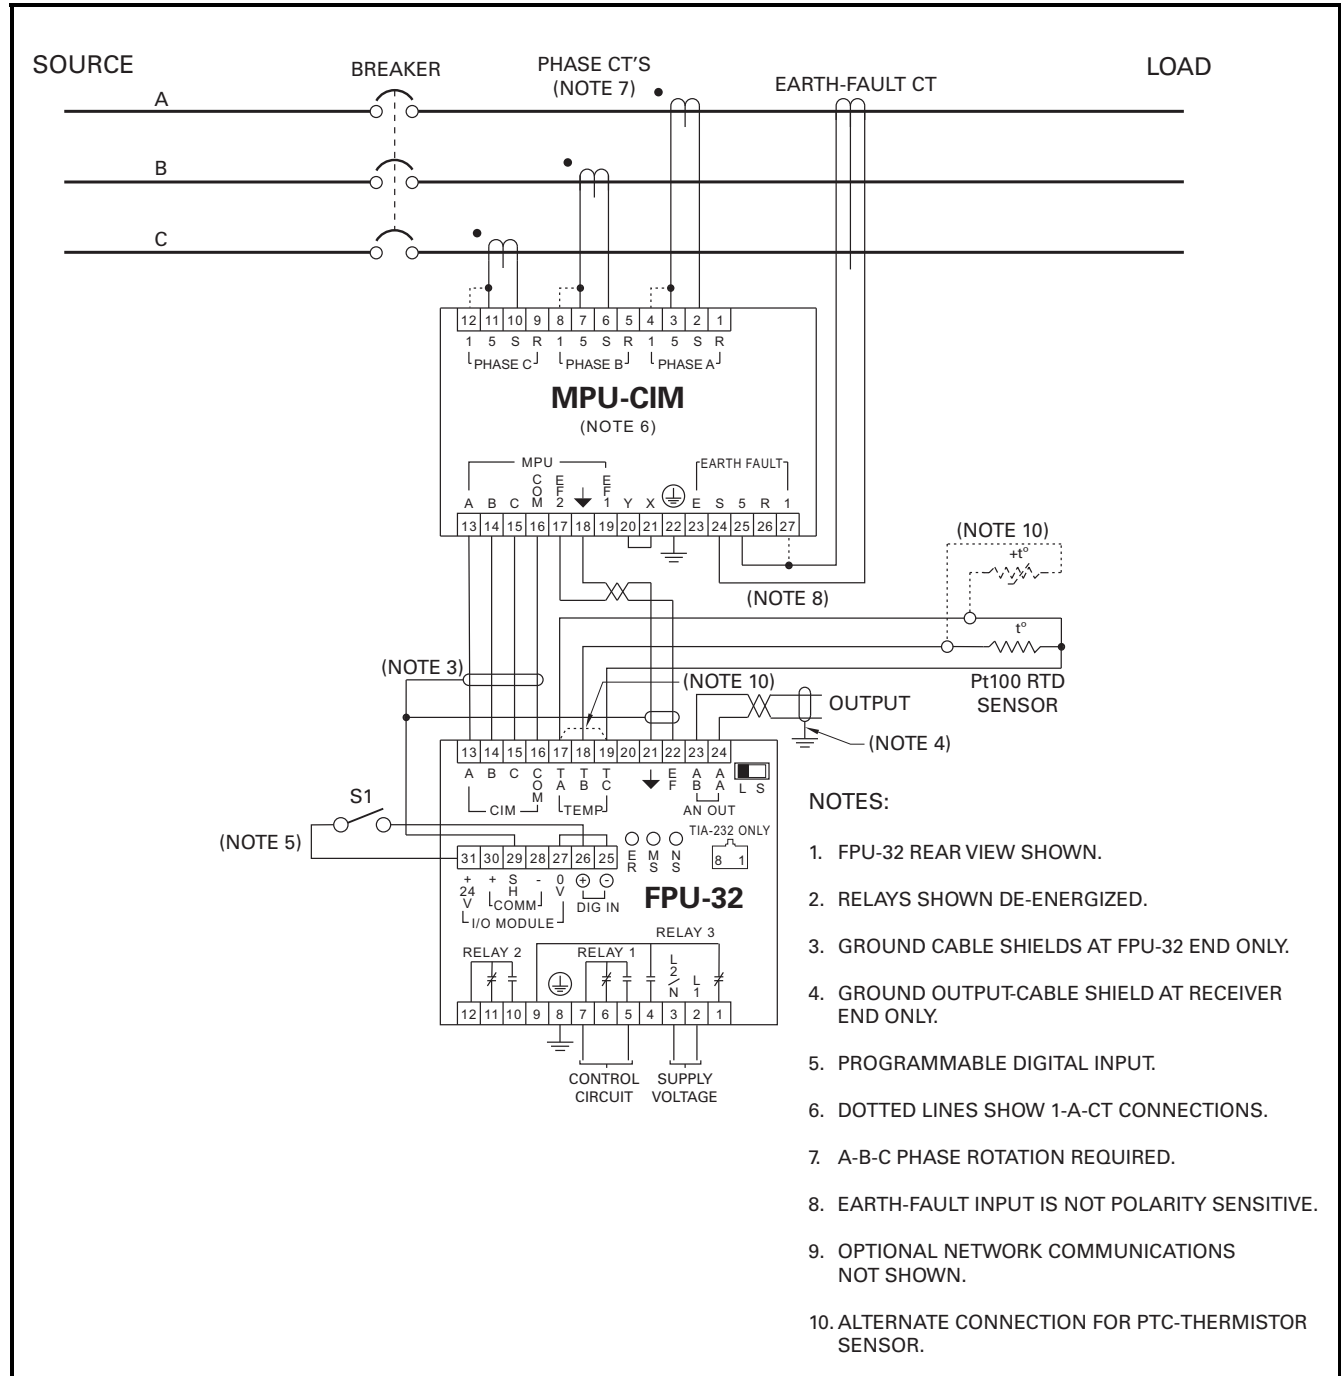 SOURCE
BREAKER
PHASE CT'S
(NOTE 7)
EARTH-FAULT CT
LOAD
A
B
C
12 11 10 9 8 7 6 5 4 3 2 1
1 5 S R 1 5 S R 1 5 S R
PHASE C PHASE B PHASE A
MPU-CIM
(NOTE 6)
MPU
EARTH FAULT
A B C COM EF2 EF1 Y X E S 5 R 1
13 14 15 16 17 18 19 20 21 22 23 24 25 26 27
(NOTE 10)
+t°
(NOTE 8)
t°
(NOTE 3)
(NOTE 10)
Pt100 RTD
SENSOR
OUTPUT
(NOTE 4)
13 14 15 16 17 18 19 20 21 22 23 24
A B C COM TA TB TC EF AB AA
L S
CIM TEMP AN OUT
S1
(NOTE 5)
TIA-232 ONLY
8 1
31 30 29 28 27 26 25
ER MS NS
+24V + SH - 0V + -
COMM
DIG IN
I/O MODULE
FPU-32
RELAY 3
RELAY 2 RELAY 1
L2/N L1
12 11 10 9 8 7 6 5 4 3 2 1
CONTROL
CIRCUIT
SUPPLY
VOLTAGE
NOTES:
1. FPU-32 REAR VIEW SHOWN.
2. RELAYS SHOWN DE-ENERGIZED.
3. GROUND CABLE SHIELDS AT FPU-32 END ONLY.
4. GROUND OUTPUT-CABLE SHIELD AT RECEIVER
END ONLY.
5. PROGRAMMABLE DIGITAL INPUT.
6. DOTTED LINES SHOW 1-A-CT CONNECTIONS.
7. A-B-C PHASE ROTATION REQUIRED.
8. EARTH-FAULT INPUT IS NOT POLARITY SENSITIVE.
9. OPTIONAL NETWORK COMMUNICATIONS
NOT SHOWN.
10. ALTERNATE CONNECTION FOR PTC-THERMISTOR
SENSOR.